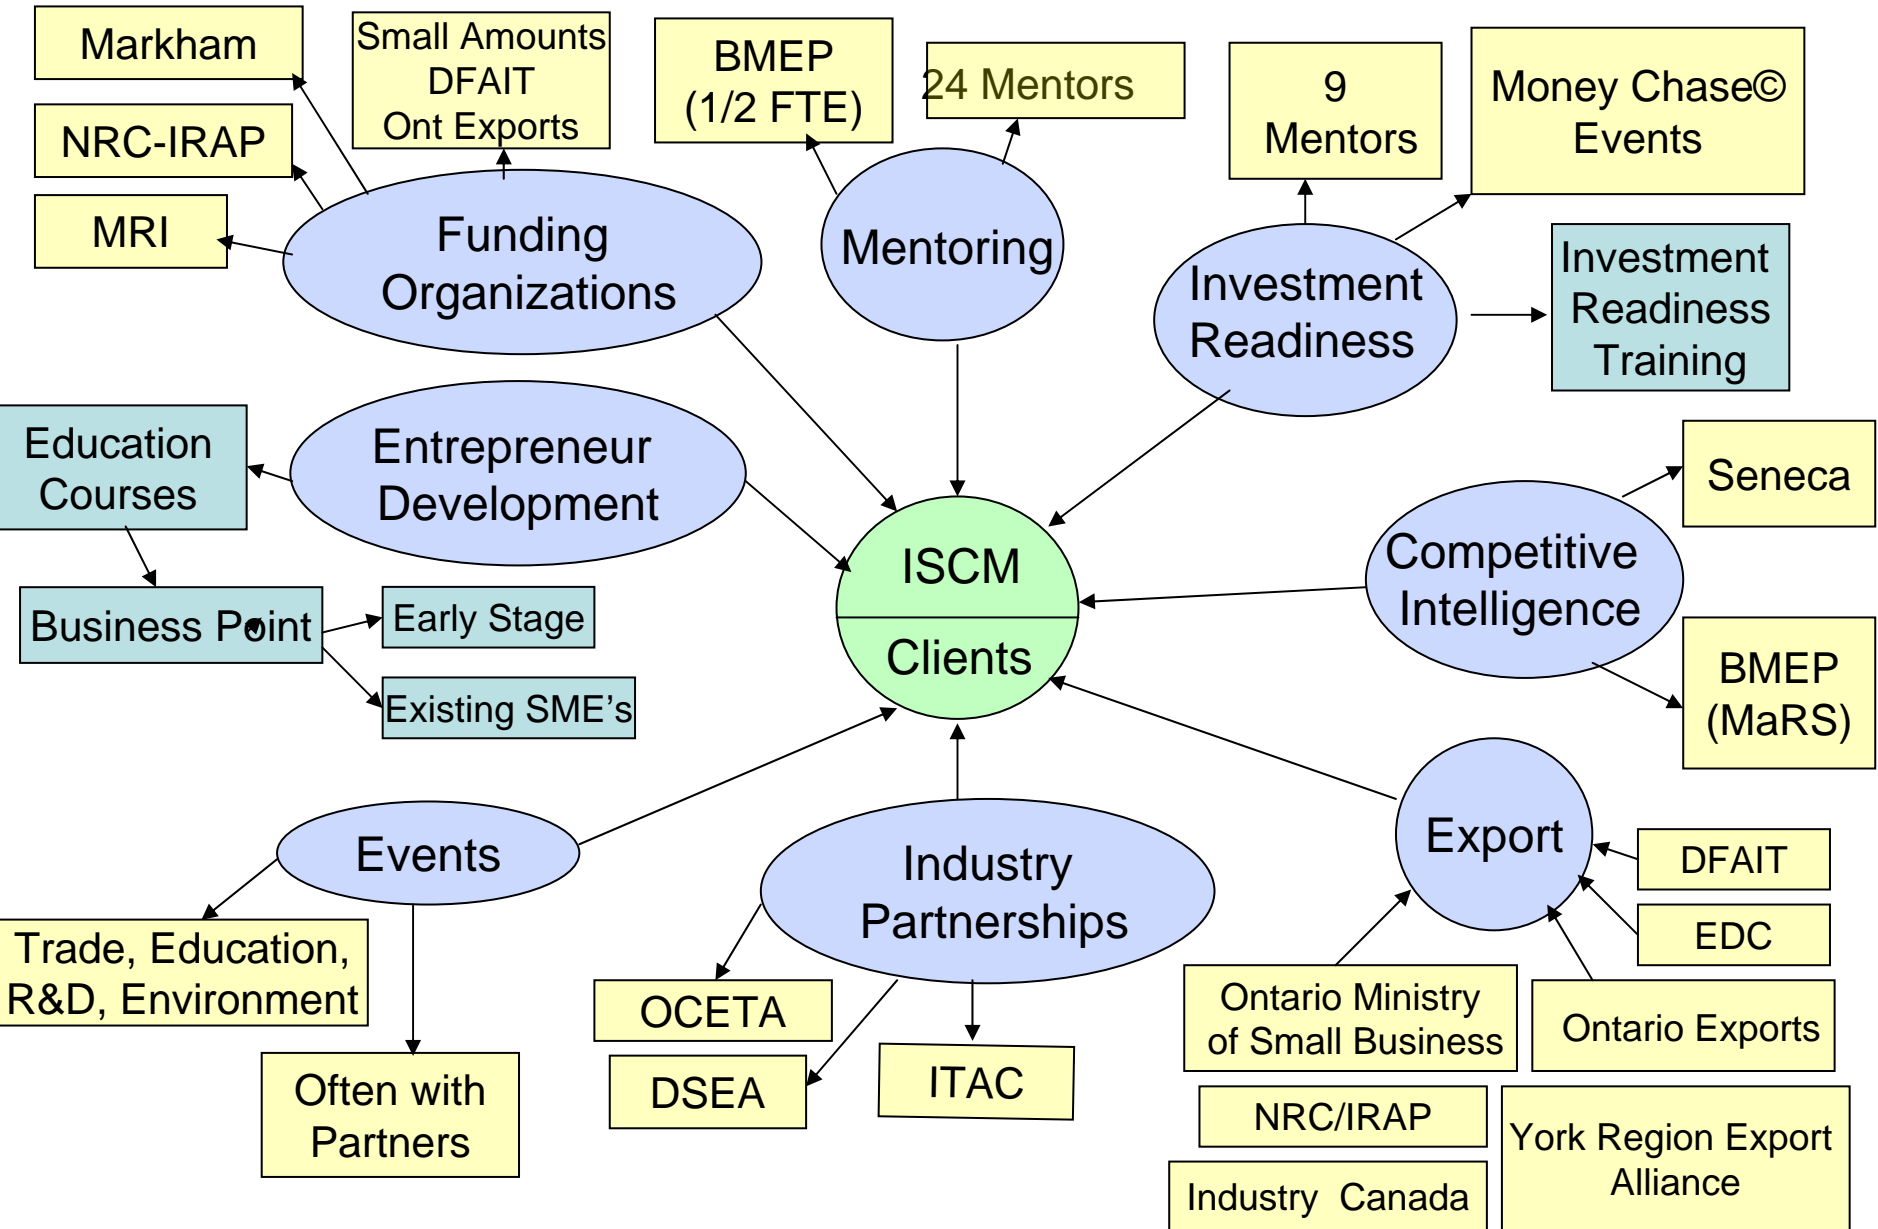 Markham
Small Amounts
DFAIT
Ont Exports
BMEP
(1/2 FTE)
24 Mentors
9
Mentors
Money Chase©
Events
NRC-IRAP
MRI
Funding
Organizations
Mentoring
Investment
Readiness
Investment
Readiness
Training
Education
Courses
Entrepreneur
Development
Seneca
ISCM
Clients
Competitive
Intelligence
Business Point
Early Stage
Existing SME's
BMEP
(MaRS)
Events
Industry
Partnerships
Export
DFAIT
EDC
Trade, Education,
R&D, Environment
OCETA
DSEA
ITAC
Ontario Ministry
of Small Business
Ontario Exports
Often with
Partners
NRC/IRAP
York Region Export
Alliance
Industry Canada